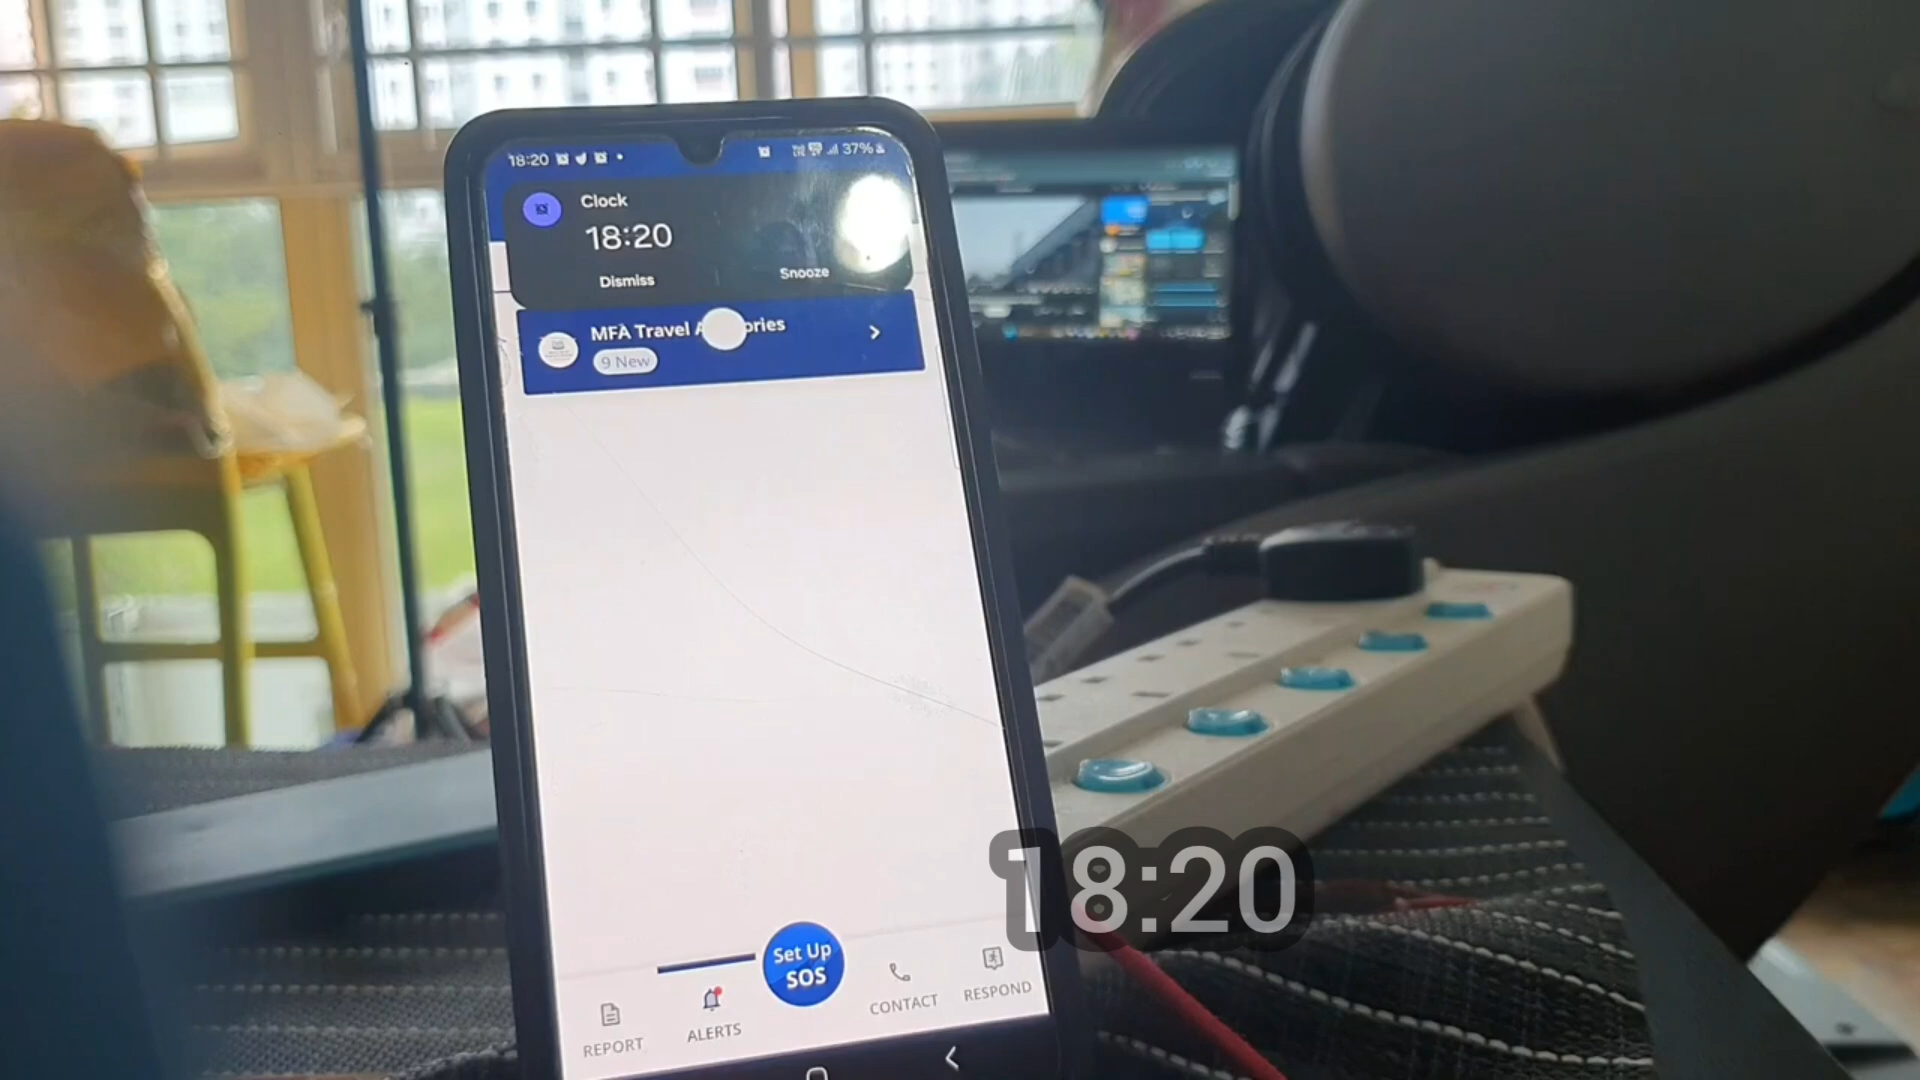 18:20
37%
Clock
18:20
Dismiss
Snooze
MFA Travel
9 New
Set Up
SOS
REPORT
ALERTS
CONTACT
RESPOND
18:20